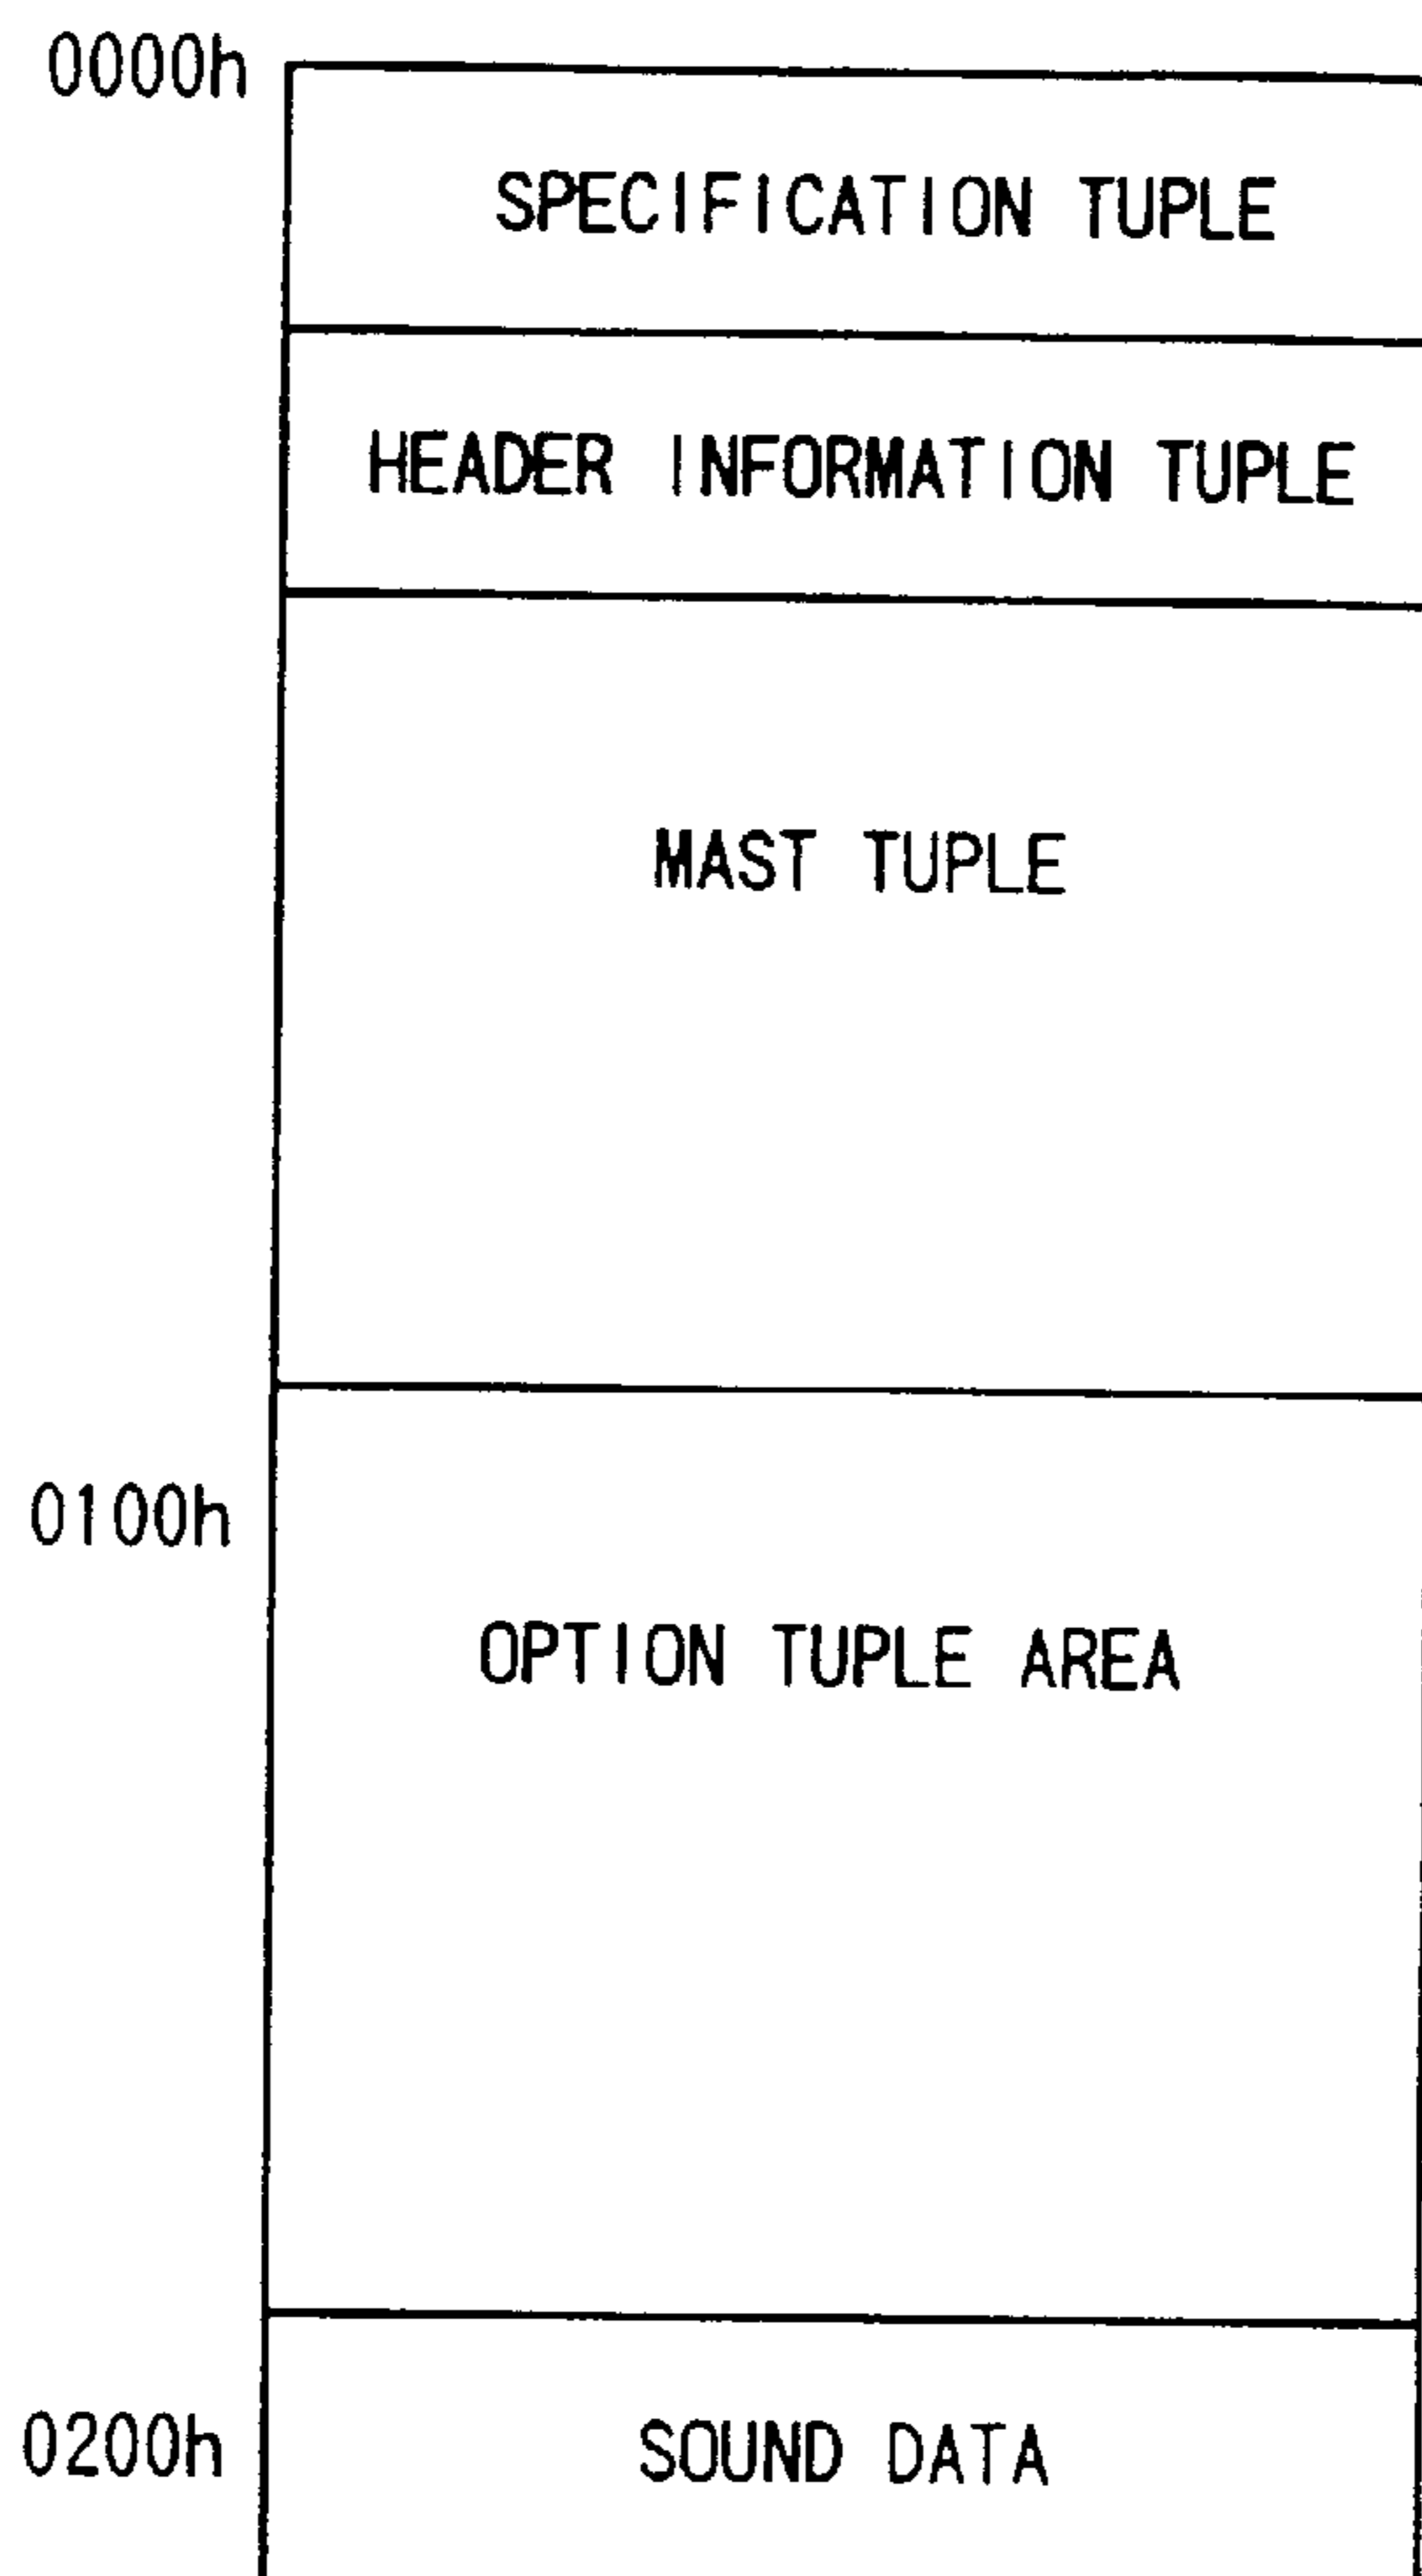 0000h
SPECIFICATION TUPLE
HEADER INFORMATION TUPLE
MAST TUPLE
0100h
OPTION TUPLE AREA
0200h
SOUND DATA